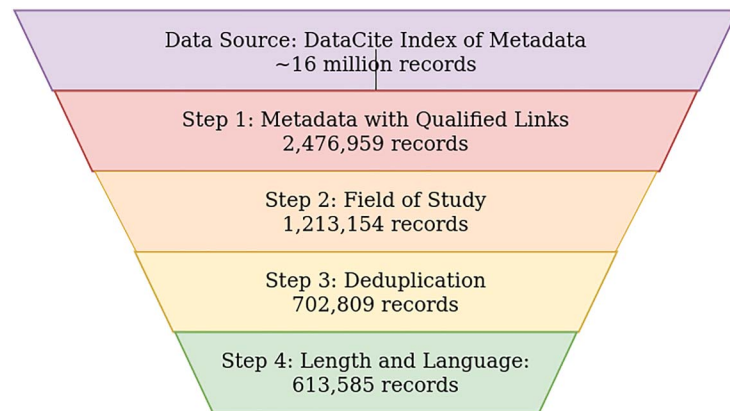 Data Source: DataCite Index of Metadata
~16 million records
Step 1: Metadata with Qualified Links
2,476,959 records
Step 2: Field of Study
1,213,154 records
Step 3: Deduplication
702,809 records
Step 4: Length and Language:
613,585 records